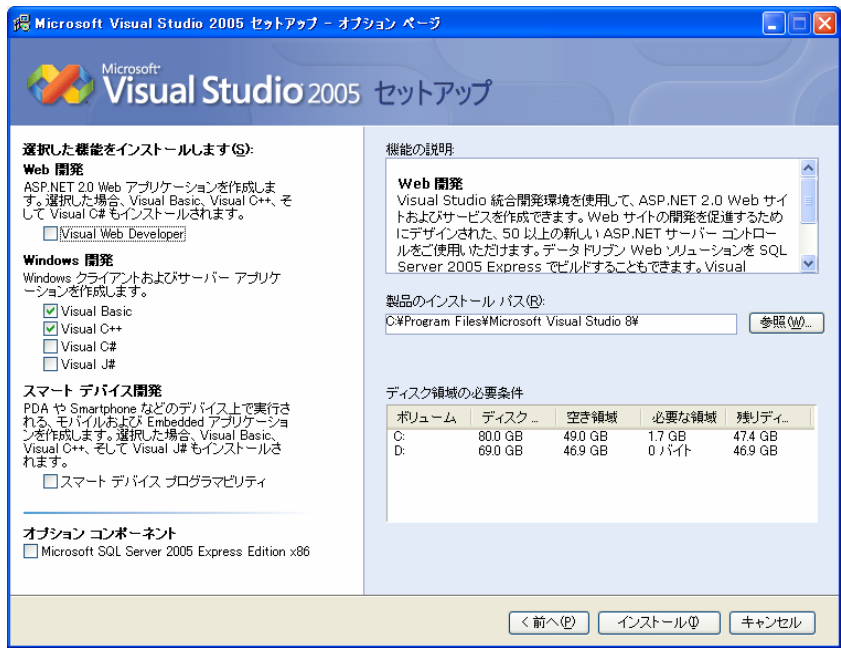 Microsoft Visual Studio 2005 セットアップ - オプション ページ
Microsoft
Visual Studio 2005 セットアップ
選択した機能をインストールします(S):
Web 開発
ASP.NET 2.0 Web アプリケーションを作成しま
す。選択した場合、Visual Basic、Visual C++、そ
して Visual C# もインストールされます。
Visual Web Developer
Windows 開発
Windows クライアントおよびサーバー アプリケ
ーションを作成します。
Visual Basic
Visual C++
Visual C#
Visual J#
スマート デバイス開発
PDA や Smartphone などのデバイス上で実行さ
れる、モバイルおよび Embedded アプリケーショ
ンを作成します。選択した場合、Visual Basic、
Visual C++、そして Visual J# もインストールさ
れます。
スマート デバイス プログラマビリティ
オプション コンポーネント
Microsoft SQL Server 2005 Express Edition x86
機能の説明:
Web 開発
Visual Studio 統合開発環境を使用して、ASP.NET 2.0 Web サイ
トおよびサービスを作成できます。Web サイトの開発を促進するため
にデザインされた、50 以上の新しい ASP.NET サーバー コントロー
ルをご使用いただけます。データ ドリブン Web ソリューションを SQL
Server 2005 Express でビルドすることもできます。Visual
製品のインストール パス(R):
C:¥Program Files¥Microsoft Visual Studio 8¥
参照(W)...
ディスク領域の必要条件
ボリューム ディスク ... 空き領域 必要な領域 残りディ...
C: 80.0 GB 49.0 GB 1.7 GB 47.4 GB
D: 69.0 GB 46.9 GB 0 バイト 46.9 GB
< 前へ(P) インストール(I) キャンセル